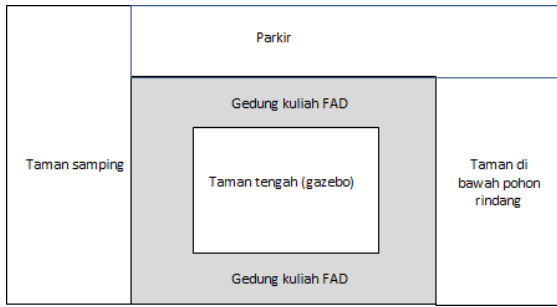 Parkir
Gedung kuliah FAD
Taman samping
Taman tengah (gazebo)
Taman di
bawah pohon
rindang
Gedung kuliah FAD